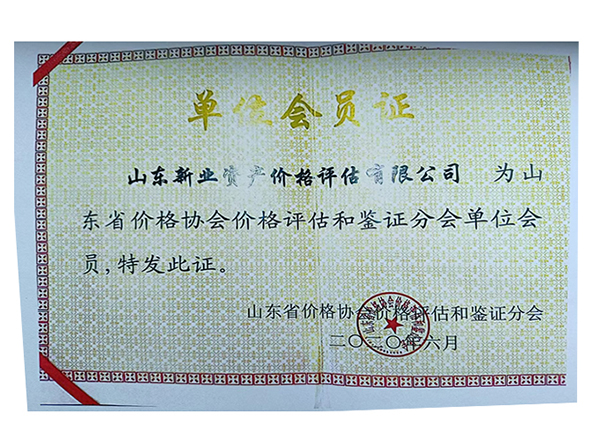 单位会员证
山东新业资产价格评估有限公司 为山
东省价格协会价格评估和鉴证分会单位会
员,特发此证。
山东省价格协会价格评估和鉴证分会
二〇二〇年六月